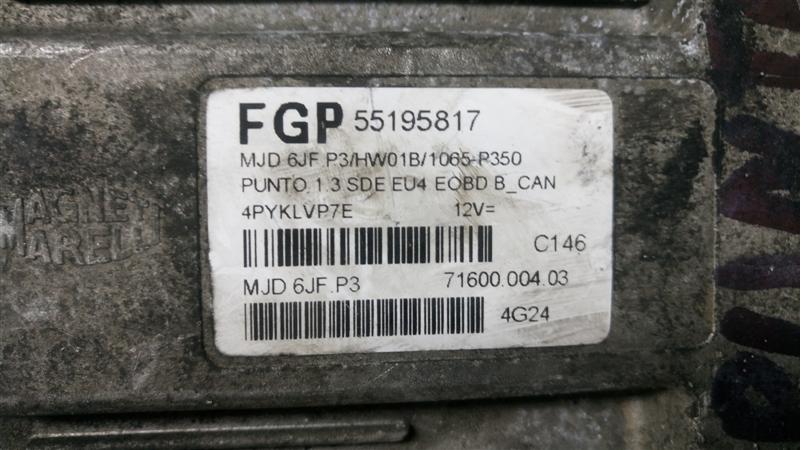 FGP 55195817
MJD 6JF.P3/HW01B/1065-P350
PUNTO 1.3 SDE EU4 EOBD B_CAN
4PYKLVP7E 12V=
C146
MJD 6JF.P3 71600.004.03
4G24
MAGNETI
MARELLI